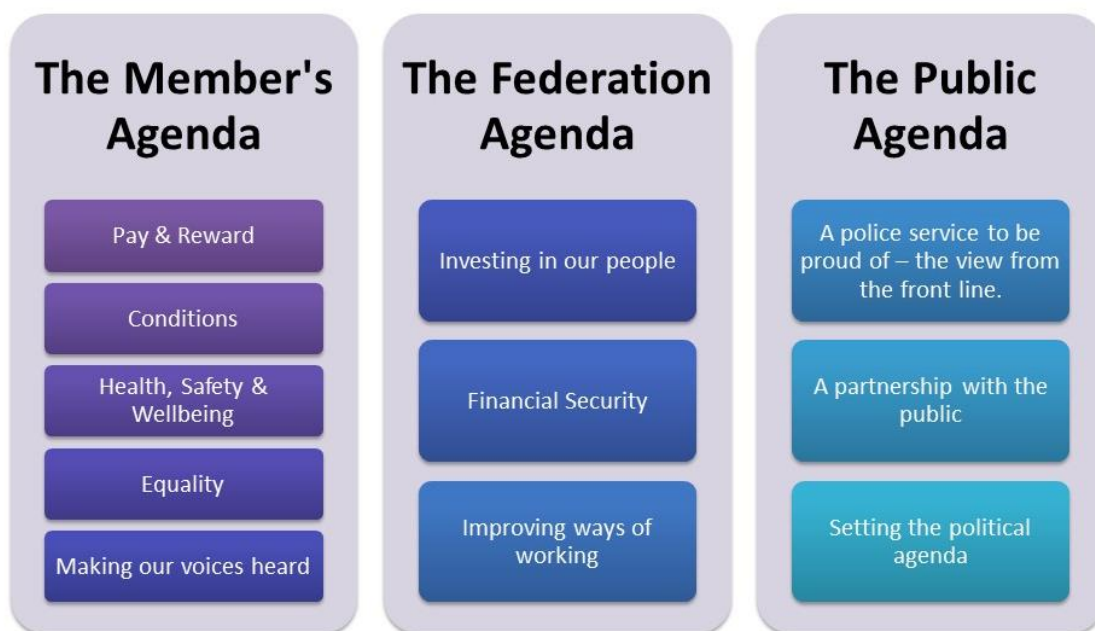 The Member's
Agenda
Pay & Reward
Conditions
Health, Safety &
Wellbeing
Equality
Making our voices heard
The Federation
Agenda
Investing in our people
Financial Security
Improving ways of
working
The Public
Agenda
A police service to be
proud of – the view from
the front line.
A partnership with the
public
Setting the political
agenda